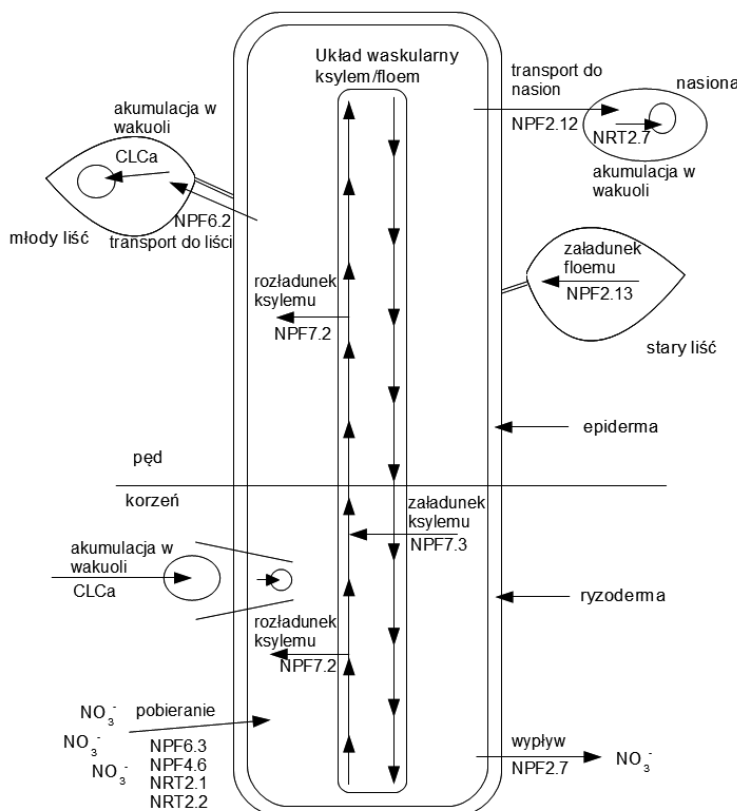 Układ waskularny
ksylem/floem
transport do
nasion
NPF2.12
nasiona
NRT2.7
akumulacja w
wakuoli
akumulacja w
wakuoli
CLCa
NPF6.2
młody liść
transport do liści
rozładunek
ksylemu
NPF7.2
załadunek
floemu
NPF2.13
stary liść
epiderma
pęd
korzeń
załadunek
ksylemu
NPF7.3
akumulacja w
wakuoli
CLCa
ryzoderma
rozładunek
ksylemu
NPF7.2
NO₃⁻
NO₃⁻
NO₃⁻
pobieranie
NPF6.3
NPF4.6
NRT2.1
NRT2.2
wypływ
NPF2.7
NO₃⁻